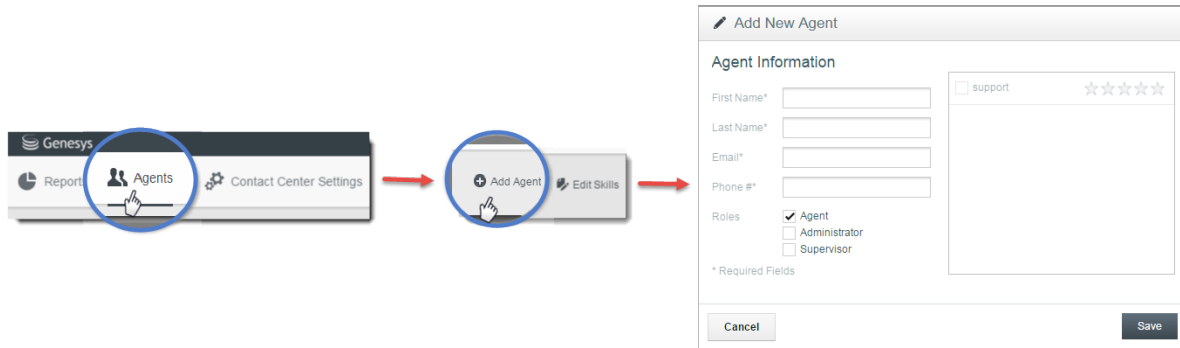 Genesys
Report
Agents
Contact Center Settings
Add Agent
Edit Skills
Add New Agent
Agent Information
First Name*
Last Name*
Email*
Phone #*
Roles
Agent
Administrator
Supervisor
* Required Fields
support
Cancel
Save